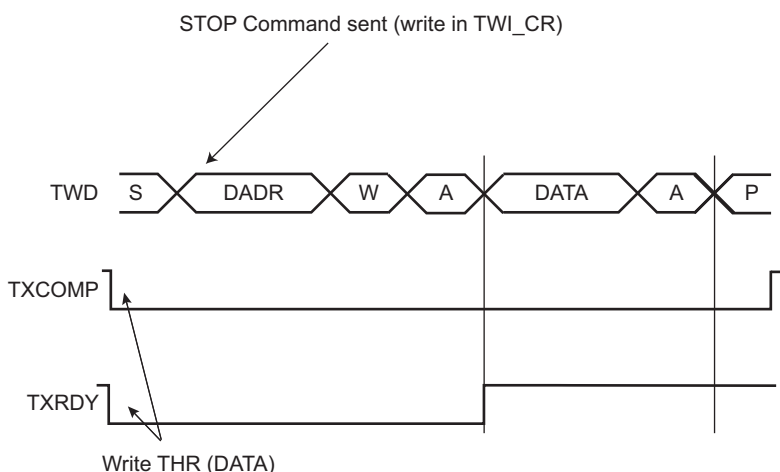 STOP Command sent (write in TWI_CR)
TWD S DADR W A DATA A P
TXCOMP
TXRDY
Write THR (DATA)